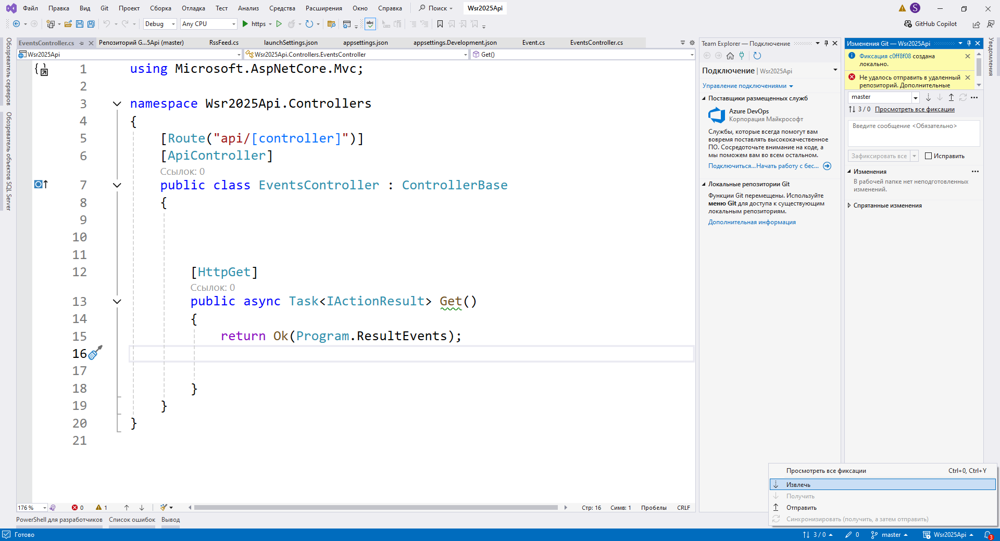 Файл Правка Вид Git Проект Сборка Отладка Тест Анализ Средства Расширения Окно Справка Поиск Wsr2025Api S
Debug Any CPU https abc GitHub Copilot
Обозреватель серверов
Обозреватель объектов SQL Server
EventsController.cs Репозиторий G...5Api (master) RssFeed.cs launchSettings.json appsettings.json appsettings.Development.json Event.cs EventsController.cs
Wsr2025Api Wsr2025Api.Controllers.EventsController Get()
1 using Microsoft.AspNetCore.Mvc;
2
3 namespace Wsr2025Api.Controllers
4 {
5 [Route("api/[controller]")]
6 [ApiController]
Ссылок: 0
7 public class EventsController : ControllerBase
8 {
9
10
11
12 [HttpGet]
Ссылок: 0
13 public async Task<IActionResult> Get()
14 {
15 return Ok(Program.ResultEvents);
16
17
18 }
19 }
20 }
21
176 % 0 1 Стр: 16 Симв: 1 Пробелы CRLF
PowerShell для разработчиков Список ошибок Вывод
Team Explorer — Подключение
Подключение | Wsr2025Api
Управление подключениями
Поставщики размещенных служб
Azure DevOps
Корпорация Майкрософт
Службы, которые всегда помогут вам
вовремя поставлять высококачественное
ПО. Сосредоточьте внимание на коде, а
мы поможем вам во всем остальном.
Подключиться... Начать работу с бес...
Локальные репозитории Git
Функции Git перемещены. Используйте
меню Git для доступа к существующим
локальным репозиториям.
Дополнительная информация
Изменения Git — Wsr2025Api
Фиксация c0ff8f08 создана
локально.
Не удалось отправить в удаленный
репозиторий. Дополнительные
master
3 / 0 Просмотреть все фиксации
Введите сообщение <Обязательно>
Зафиксировать все Исправить
Изменения
В рабочей папке нет неподготовленных
изменений.
Спрятанные изменения
Уведомления
Просмотреть все фиксации Ctrl+0, Ctrl+Y
Извлечь
Получить
Отправить
Синхронизировать (получить, а затем отправить)
Готово 3 / 0 0 master Wsr2025Api 3